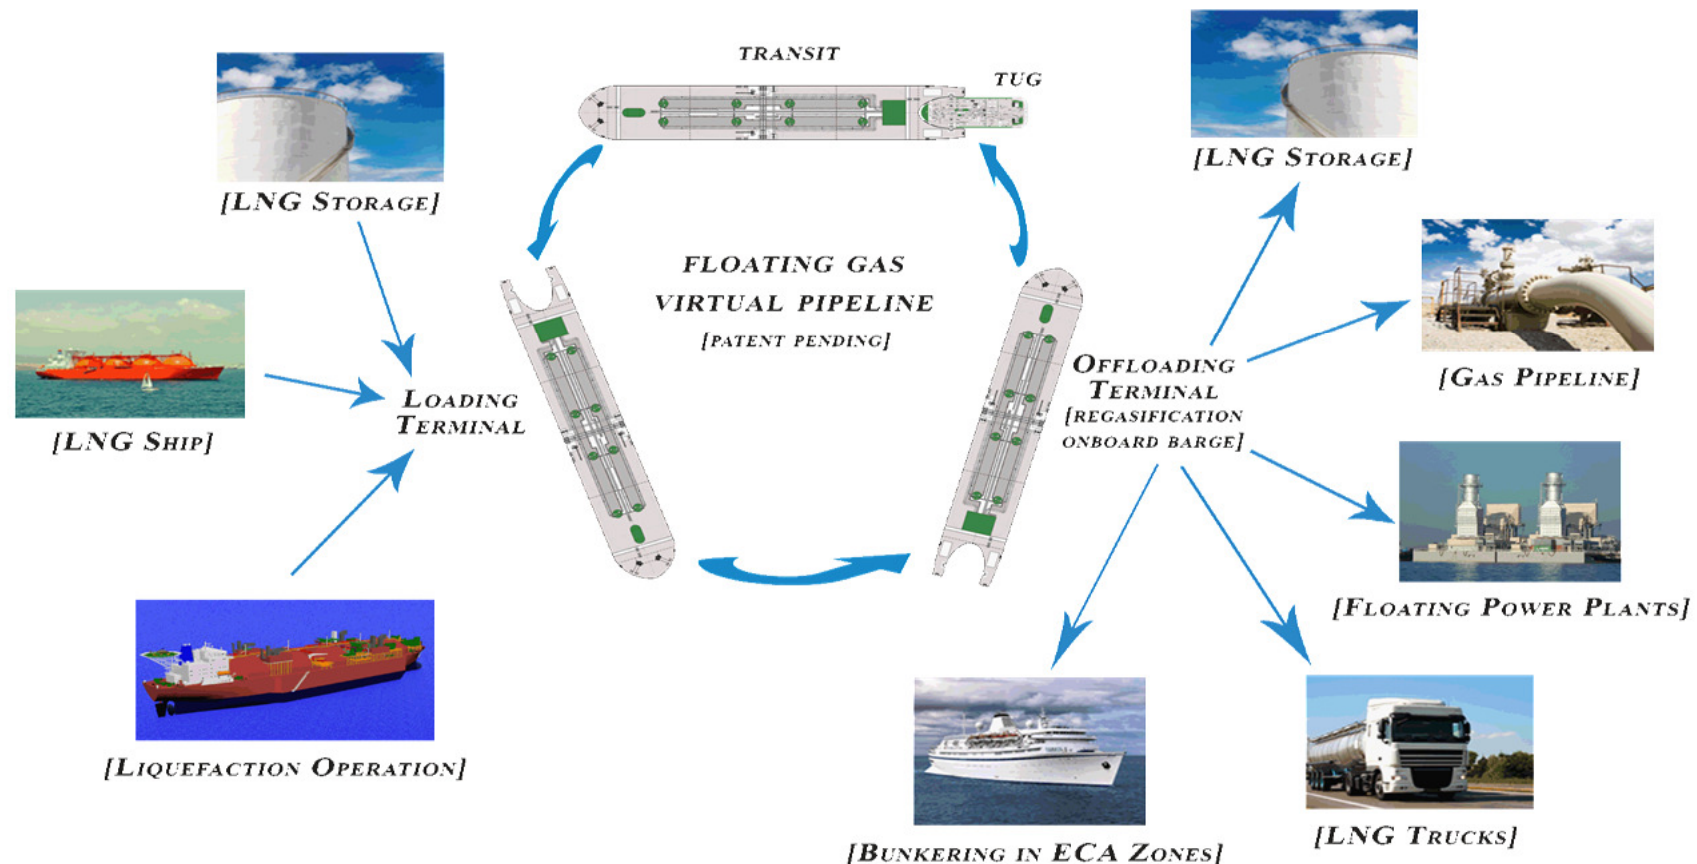 TRANSIT
TUG
[LNG STORAGE]
[LNG STORAGE]
FLOATING GAS
VIRTUAL PIPELINE
[PATENT PENDING]
[GAS PIPELINE]
LOADING
TERMINAL
OFFLOADING
TERMINAL
[REGASIFICATION
ONBOARD BARGE]
[LNG SHIP]
[FLOATING POWER PLANTS]
[LIQUEFACTION OPERATION]
[LNG TRUCKS]
[BUNKERING IN ECA ZONES]